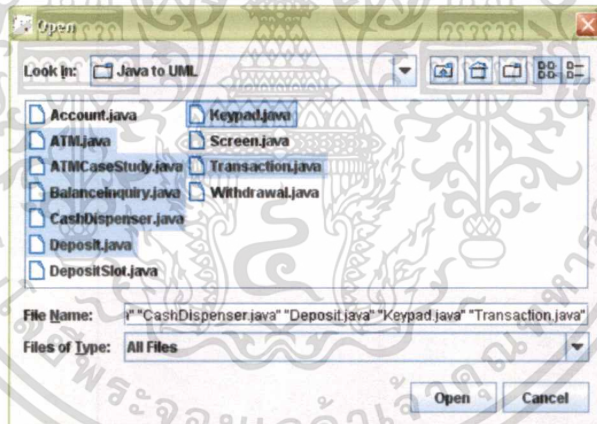 Open
Look In: Java to UML
Account.java
ATM.java
ATMCaseStudy.java
BalanceInquiry.java
CashDispenser.java
Deposit.java
DepositSlot.java
Keypad.java
Screen.java
Transaction.java
Withdrawal.java
File Name: "CashDispenser.java" "Deposit.java" "Keypad.java" "Transaction.java"
Files of Type: All Files
Open Cancel